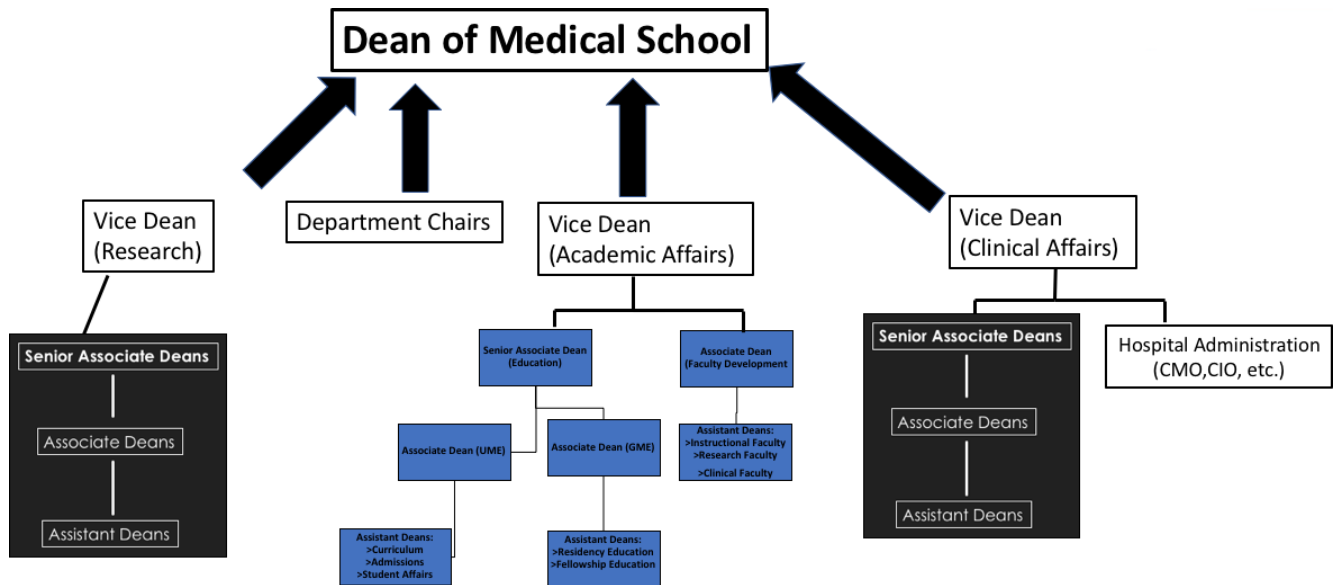 Dean of Medical School
Vice Dean
(Research)
Department Chairs
Vice Dean
(Academic Affairs)
Vice Dean
(Clinical Affairs)
Senior Associate Deans
Associate Deans
Assistant Deans
Senior Associate Dean
(Education)
Associate Dean
(Faculty Development
Associate Dean (UME)
Associate Dean (GME)
Assistant Deans:
>Instructional Faculty
>Research Faculty
>Clinical Faculty
Assistant Deans:
>Curriculum
>Admissions
>Student Affairs
Assistant Deans:
>Residency Education
>Fellowship Education
Senior Associate Deans
Associate Deans
Assistant Deans
Hospital Administration
(CMO,CIO, etc.)